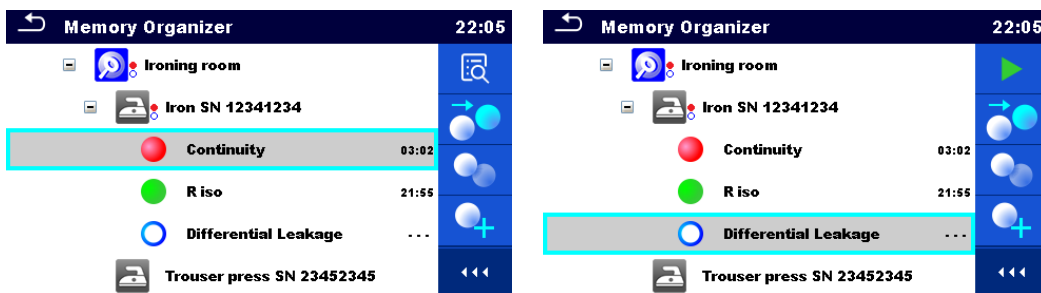 Memory Organizer 22:05
Ironing room
Iron SN 12341234
Continuity 03:02
R iso 21:55
Differential Leakage ---
Trouser press SN 23452345
Memory Organizer 22:05
Ironing room
Iron SN 12341234
Continuity 03:02
R iso 21:55
Differential Leakage ---
Trouser press SN 23452345